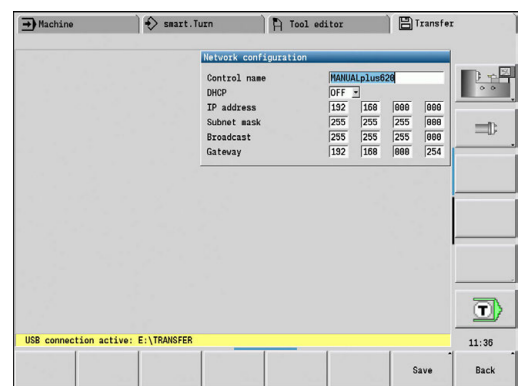 Machine
smart.Turn
Tool editor
Transfer
Network configuration
Control name MANUALplus620
DHCP OFF
IP address 192 168 000 000
Subnet mask 255 255 255 000
Broadcast 255 255 255 000
Gateway 192 168 000 254
T
USB connection active: E:\TRANSFER
11:36
Save
Back